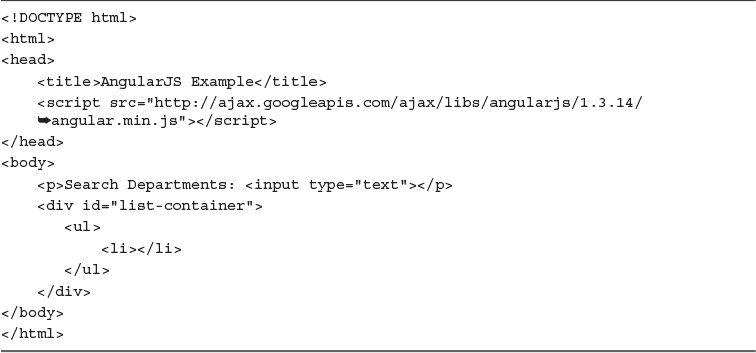 <!DOCTYPE html>
<html>
<head>
<title>AngularJS Example</title>
<script src="http://ajax.googleapis.com/ajax/libs/angularjs/1.3.14/
➥angular.min.js"></script>
</head>
<body>
<p>Search Departments: <input type="text"></p>
<div id="list-container">
<ul>
<li></li>
</ul>
</div>
</body>
</html>